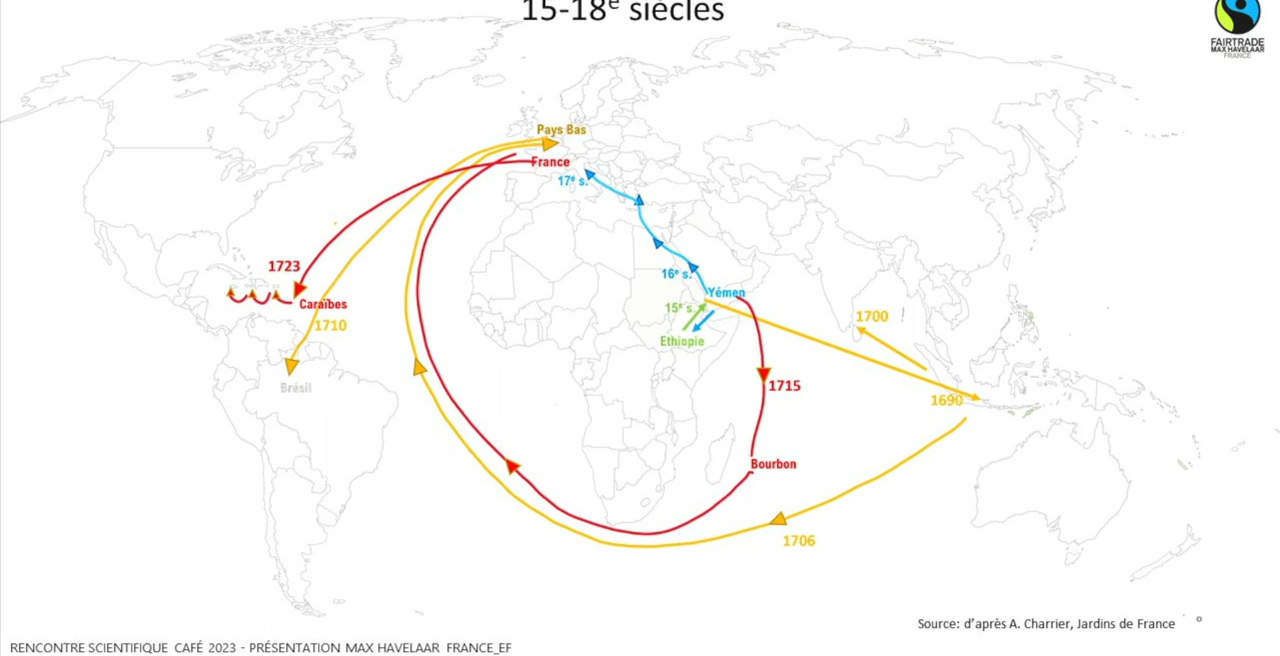 15-18e siècles
FAIRTRADE
MAX HAVELAAR
FRANCE
Pays Bas
France
17e s.
16e s.
1723
Caraïbes
Yémen
15e s.
1710
1700
Ethiopie
Brésil
1715
1690
Bourbon
1706
Source: d'après A. Charrier, Jardins de France
RENCONTRE SCIENTIFIQUE CAFÉ 2023 - PRÉSENTATION MAX HAVELAAR FRANCE_EF